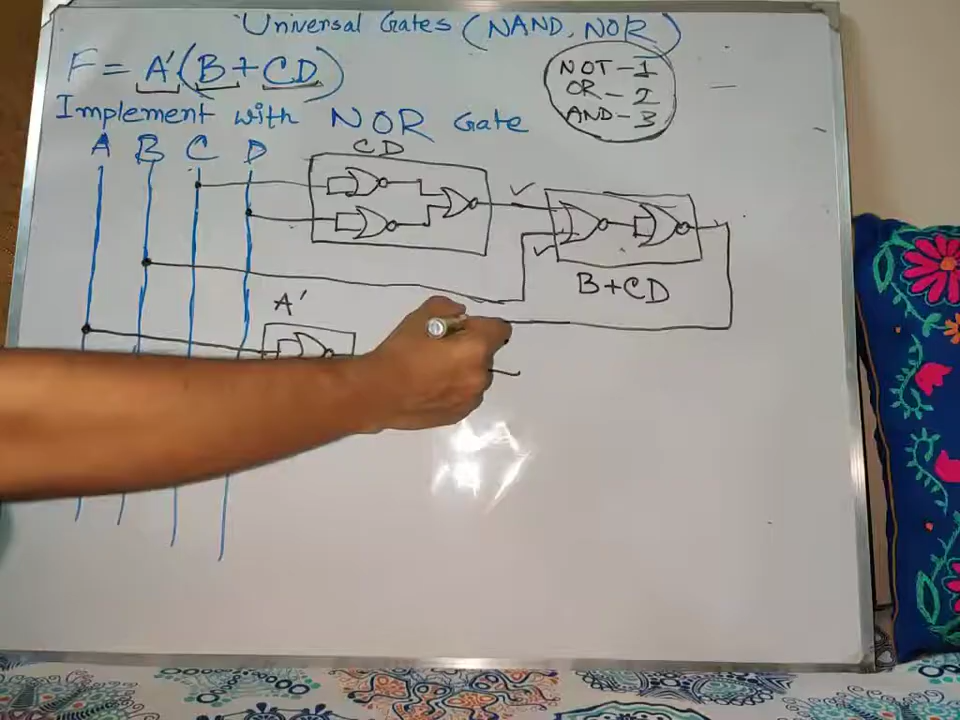 Universal Gates (NAND, NOR)
F = A'(B+CD)
NOT-1
OR-2
AND-3
Implement with NOR Gate
A B C D
CD
B+CD
A'